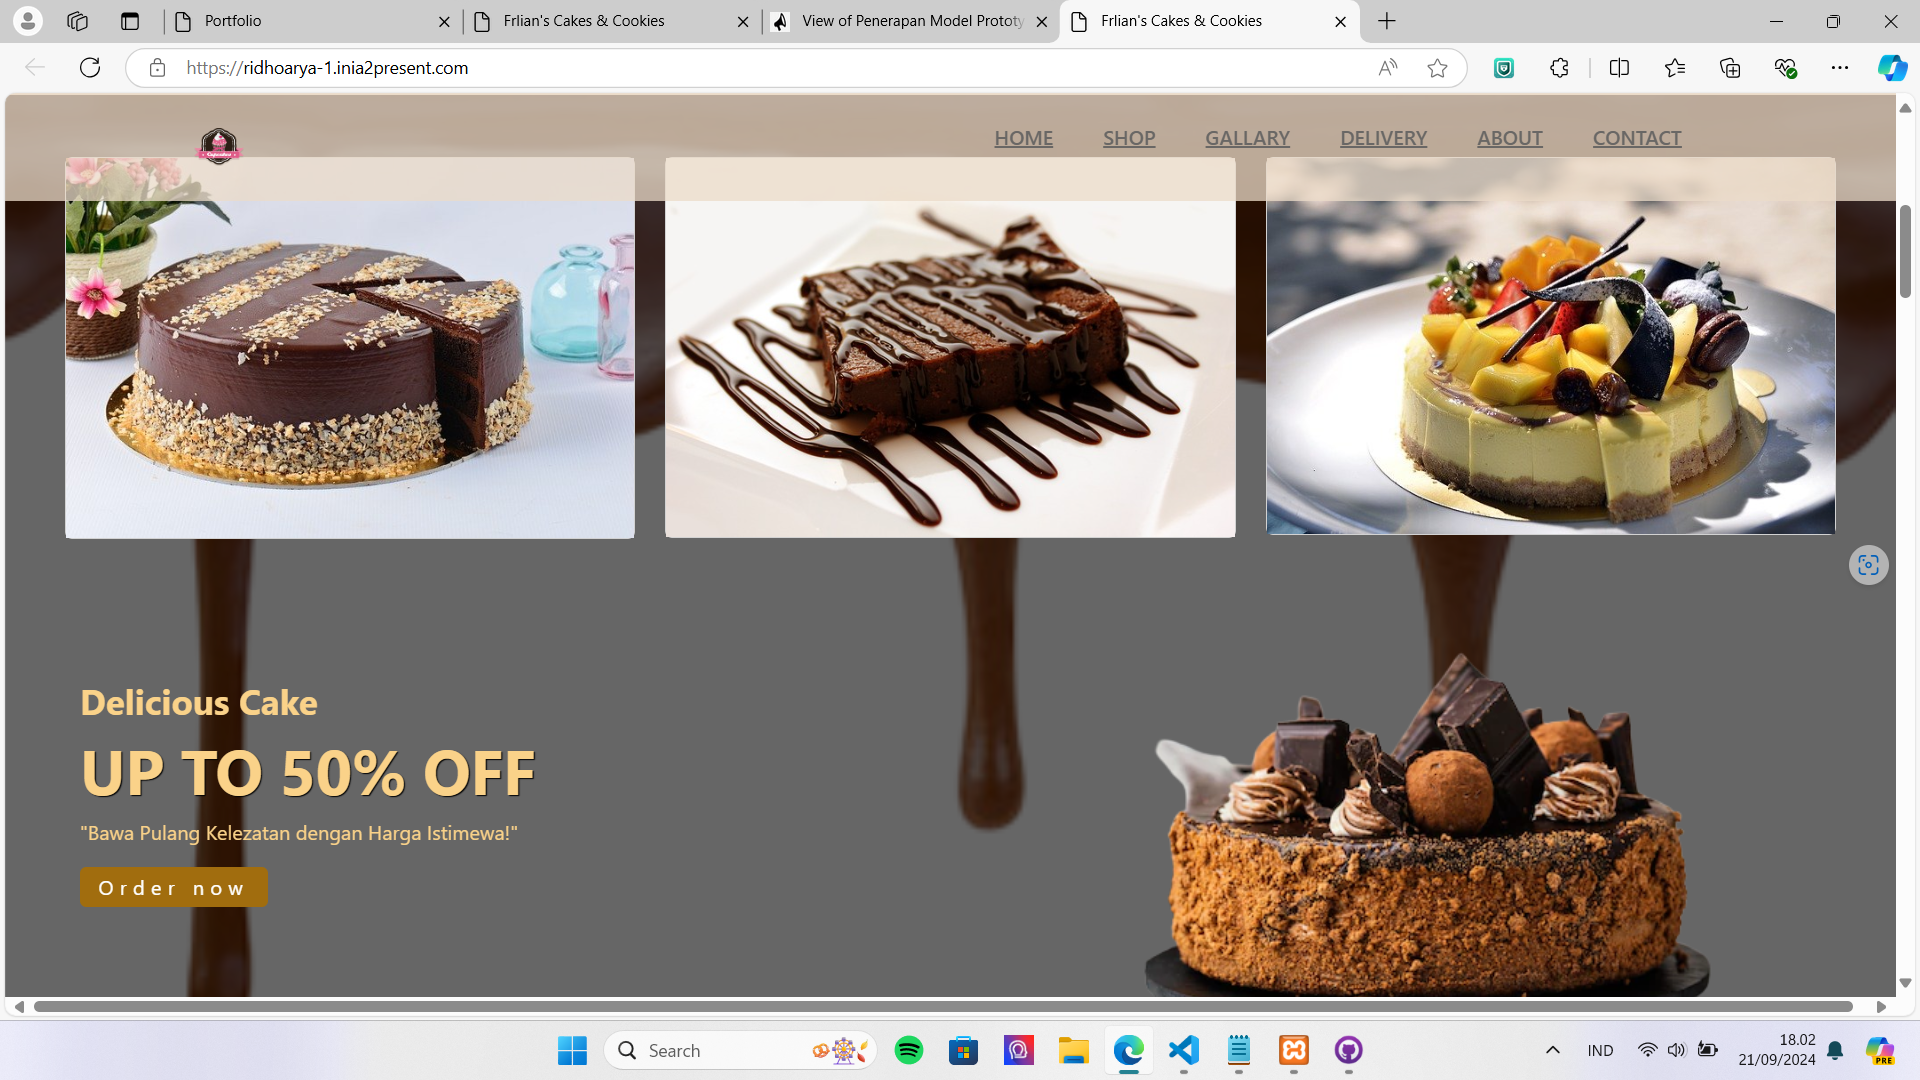 Portfolio
Frlian's Cakes & Cookies
View of Penerapan Model Prototy
Frlian's Cakes & Cookies
https://ridhoarya-1.inia2present.com
HOME
SHOP
GALLARY
DELIVERY
ABOUT
CONTACT
Delicious Cake
UP TO 50% OFF
"Bawa Pulang Kelezatan dengan Harga Istimewa!"
Order now
Search
IND
18.02
21/09/2024
PRE